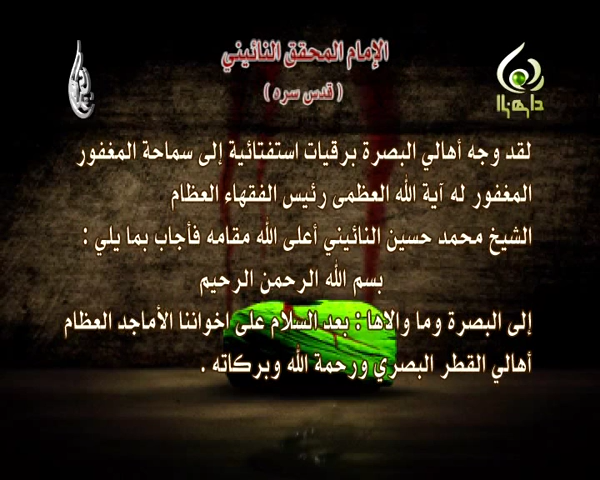 الإمام المحقق النائيني
( قدس سره )
لقد وجه أهالي البصرة برقيات استفتائية إلى سماحة المغفور
المغفور له آية الله العظمى رئيس الفقهاء العظام
الشيخ محمد حسين النائيني أعلى الله مقامه فأجاب بما يلي :
بسم الله الرحمن الرحيم
إلى البصرة وما والاها : بعد السلام على اخواننا الأماجد العظام
أهالي القطر البصري ورحمة الله وبركاته .